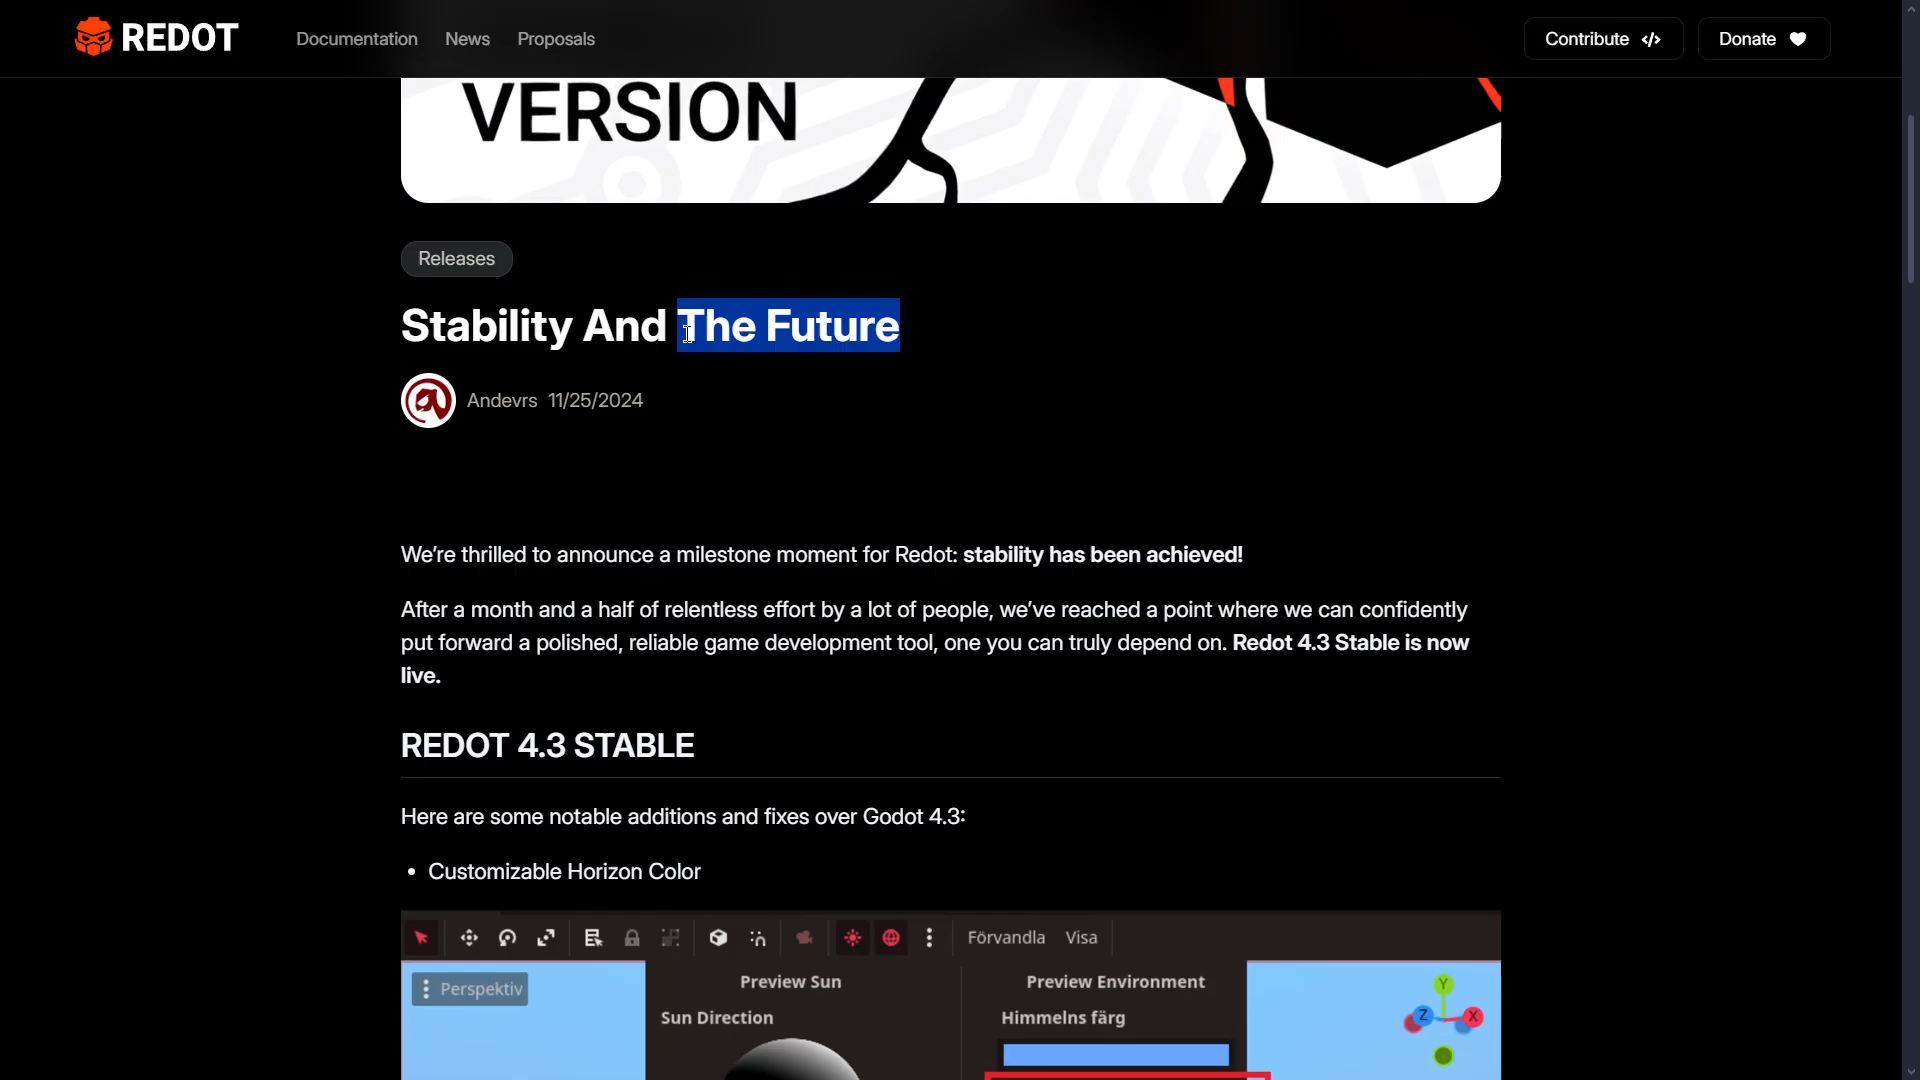 REDOT
Documentation
News
Proposals
Contribute
Donate
VERSION
Releases
Stability And The Future
Andevrs 11/25/2024
We're thrilled to announce a milestone moment for Redot: stability has been achieved!
After a month and a half of relentless effort by a lot of people, we've reached a point where we can confidently
put forward a polished, reliable game development tool, one you can truly depend on. Redot 4.3 Stable is now
live.
REDOT 4.3 STABLE
Here are some notable additions and fixes over Godot 4.3:
• Customizable Horizon Color
Förvandla Visa
Perspektiv
Preview Sun
Preview Environment
Sun Direction
Himmelns färg
Y
Z
X